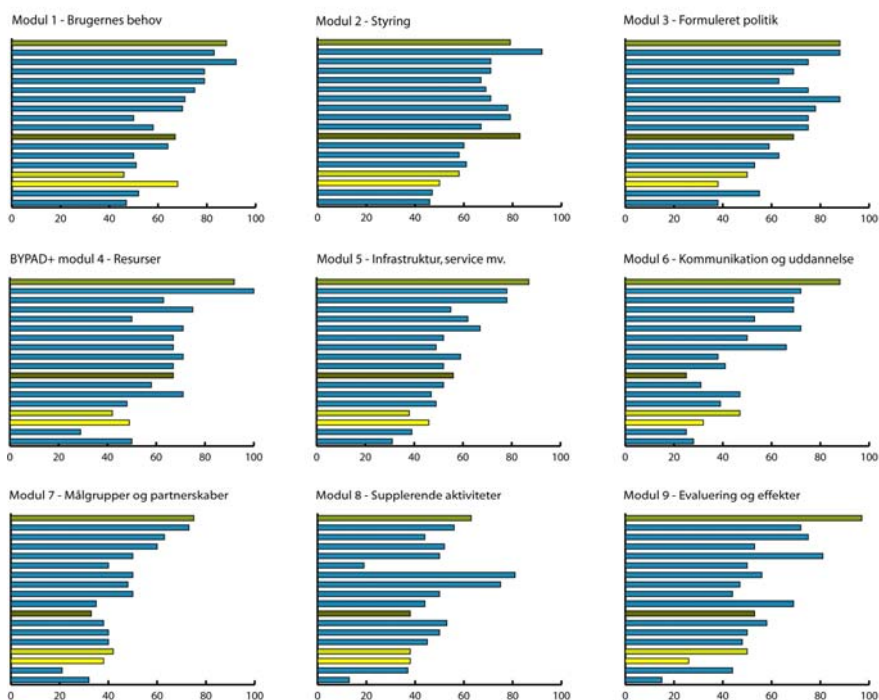 Modul 1 - Brugernes behov
Modul 2 - Styring
Modul 3 - Formuleret politik
0 20 40 60 80 100
0 20 40 60 80 100
0 20 40 60 80 100
BYPAD+ modul 4 - Resurser
Modul 5 - Infrastruktur, service mv.
Modul 6 - Kommunikation og uddannelse
0 20 40 60 80 100
0 20 40 60 80 100
0 20 40 60 80 100
Modul 7 - Målgrupper og partnerskaber
Modul 8 - Supplerende aktiviteter
Modul 9 - Evaluering og effekter
0 20 40 60 80 100
0 20 40 60 80 100
0 20 40 60 80 100